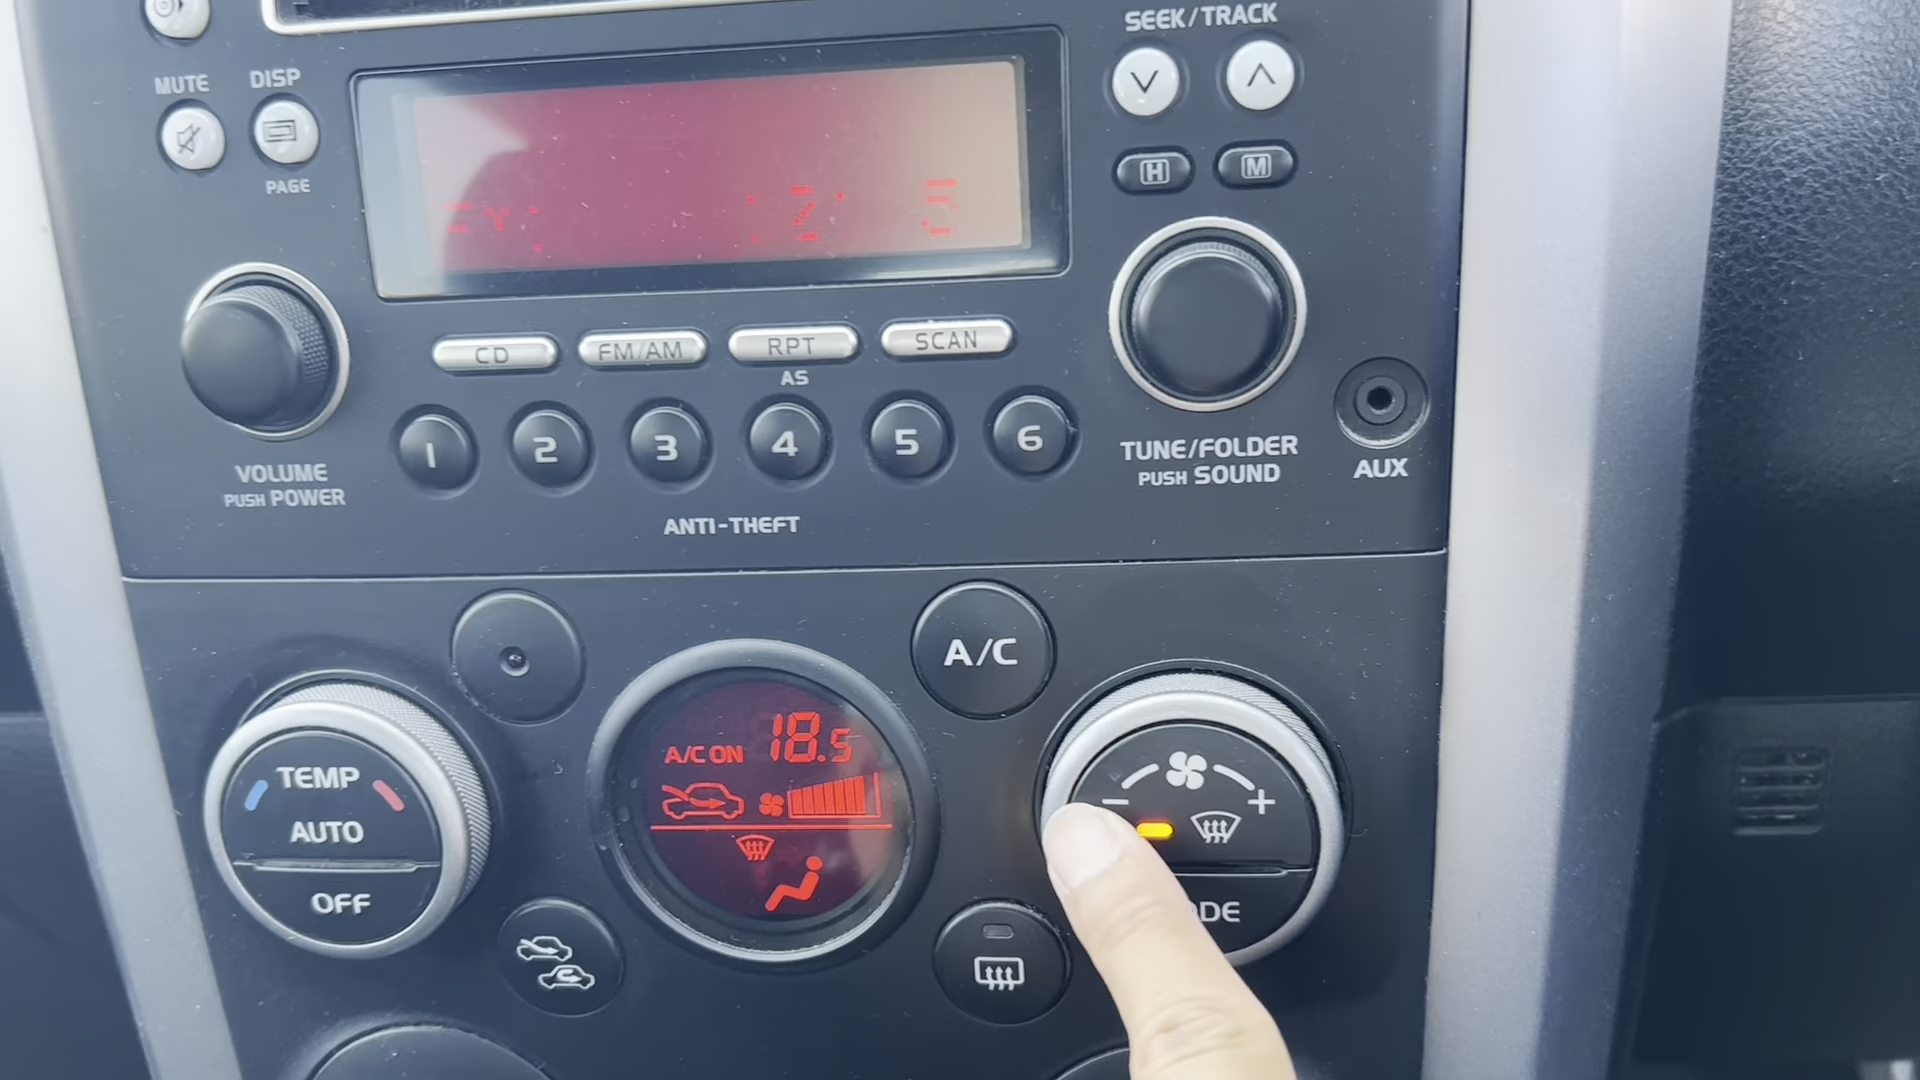 SEEK/TRACK
MUTE DISP
PAGE
H M
CD FM/AM RPT SCAN
AS
1 2 3 4 5 6
VOLUME
PUSH POWER
TUNE/FOLDER
PUSH SOUND
AUX
ANTI-THEFT
A/C
TEMP
AUTO
OFF
A/C ON 18.5
- +